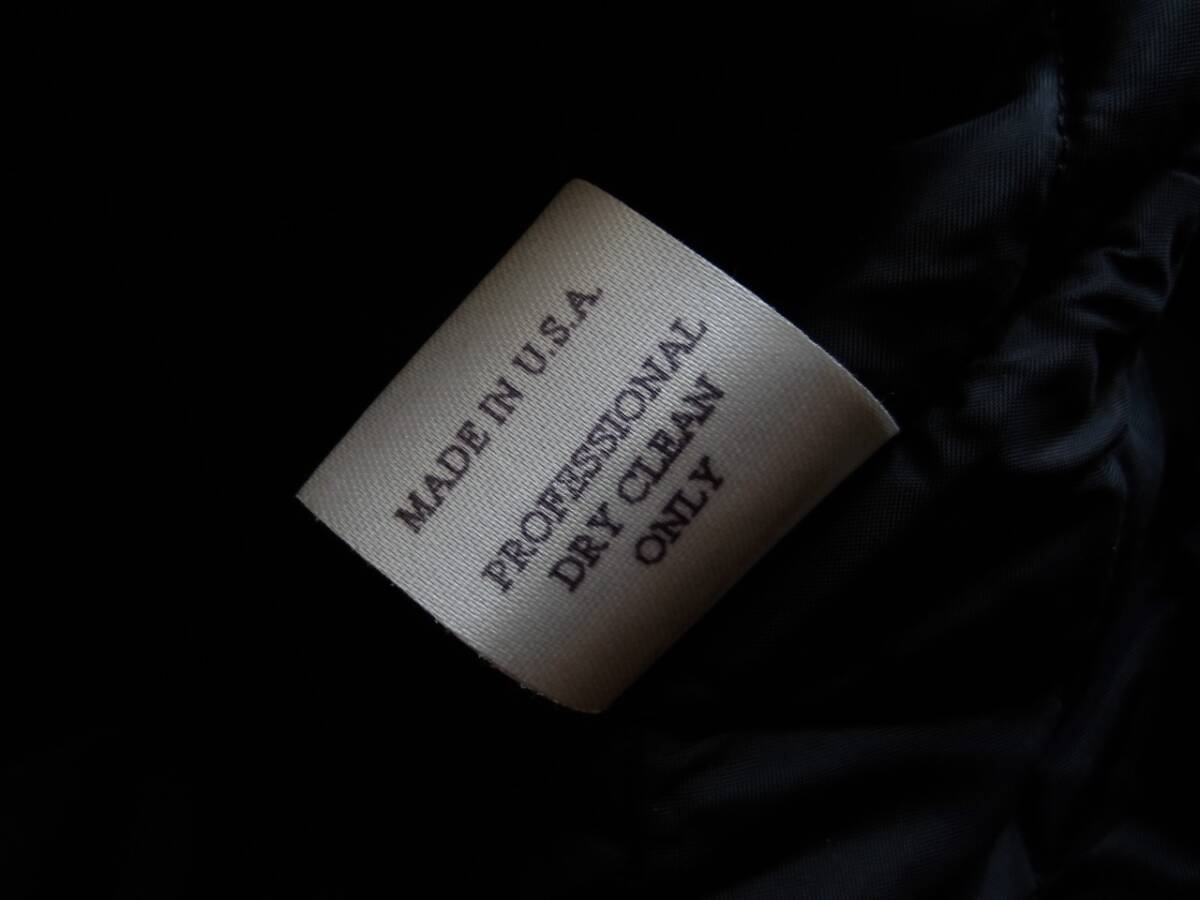 MADE IN U.S.A.
PROFESSIONAL
DRY CLEAN
ONLY